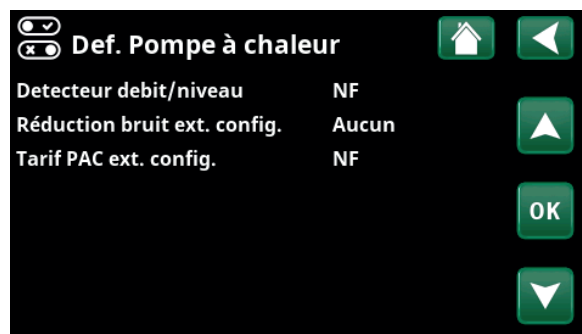 Def. Pompe à chaleur
Detecteur debit/niveau NF
Réduction bruit ext. config. Aucun
Tarif PAC ext. config. NF
OK